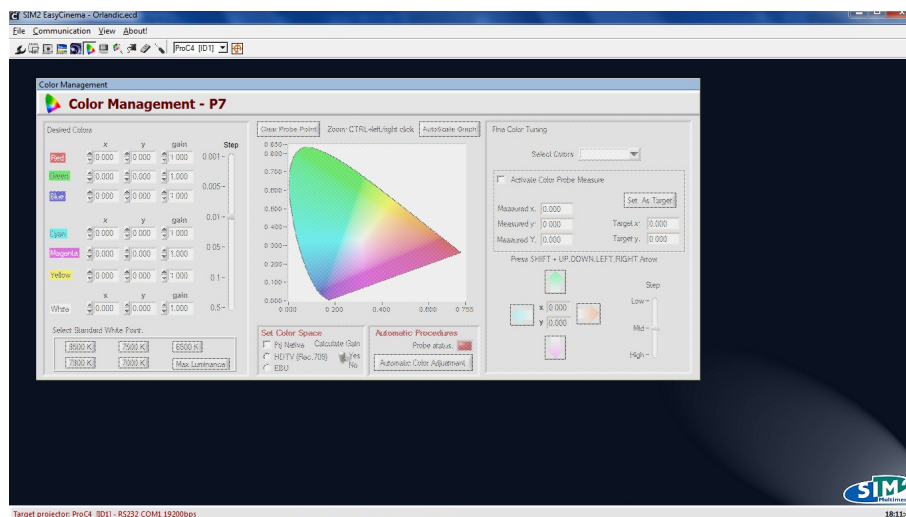 SIM2 EasyCinema - Orlandic.ecd
File Communication View About!
ProC4 [ID1]
Color Management
Color Management - P7
Desired Colors
x y gain Step
Red 0.000 0.000 1.000
Green 0.000 0.000 1.000
Blue 0.000 0.000 1.000
x y gain
Cyan 0.000 0.000 1.000
Magenta 0.000 0.000 1.000
Yellow 0.000 0.000 1.000
x y gain
White 0.000 0.000 1.000
0.001
0.005
0.01
0.05
0.1
0.5
Select Standard White Point.
8500 K 7500 K 6500 K
7800 K 7000 K Max Luminance
Clear Probe Point Zoom: CTRL+left/right click AutoScale Graph
0.850
0.800
0.700
0.600
0.500
0.400
0.300
0.200
0.100
0.000
0.000 0.200 0.400 0.600 0.755
Set Color Space
Prj Native Calculate Gain
HDTV (Rec.709) Yes
EBU No
Automatic Procedures
Probe status.
Automatic Color Adjustment
Fine Color Tuning
Select Colors
Activate Color Probe Measure
Set As Target
Measured x. 0.000
Measured y: 0.000 Target x: 0.000
Measured Y. 0.000 Target y. 0.000
Press SHIFT + UP,DOWN,LEFT,RIGHT Arrow
Step
Low
Mid
High
x 0.000
y 0.000
SIM2
Multimedia
Target projector: ProC4 [ID1] - RS232 COM1 19200bps
18:11: